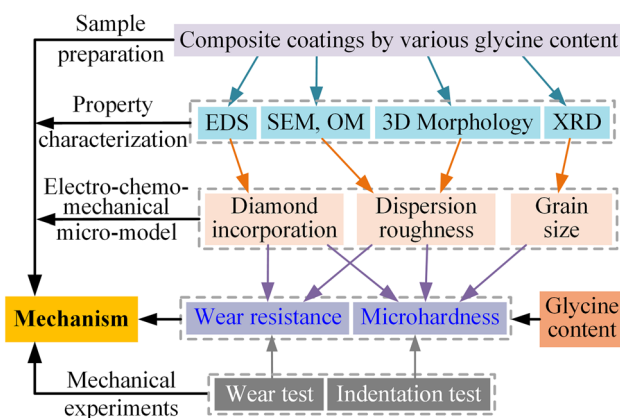 Sample
preparation
Composite coatings by various glycine content
Property
characterization
EDS
SEM, OM
3D Morphology
XRD
Electro-chemo-
mechanical
micro-model
Diamond
incorporation
Dispersion
roughness
Grain
size
Mechanism
Wear resistance
Microhardness
Glycine
content
Mechanical
experiments
Wear test
Indentation test